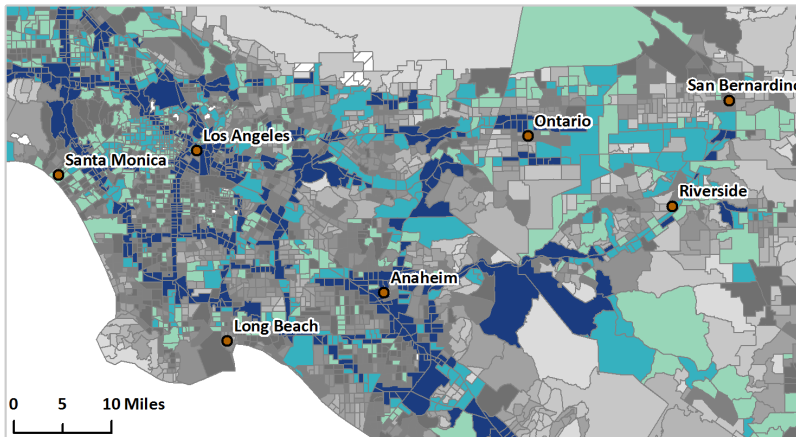 San Bernardino
Ontario
Los Angeles
Santa Monica
Riverside
Anaheim
Long Beach
0 5 10 Miles